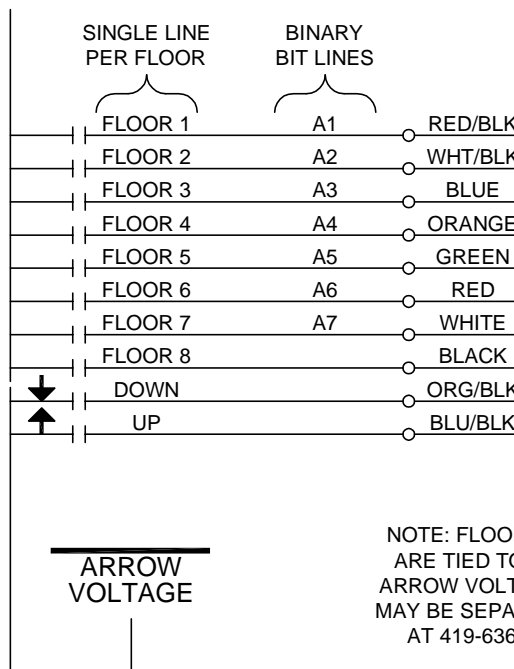 SINGLE LINE BINARY
PER FLOOR BIT LINES
FLOOR 1 A1 RED/BLK
FLOOR 2 A2 WHT/BLK
FLOOR 3 A3 BLUE
FLOOR 4 A4 ORANGE
FLOOR 5 A5 GREEN
FLOOR 6 A6 RED
FLOOR 7 A7 WHITE
FLOOR 8 BLACK
DOWN ORG/BLK
UP BLU/BLK
ARROW
VOLTAGE
NOTE: FLOO
ARE TIED TO
ARROW VOLT
MAY BE SEPA
AT 419-636